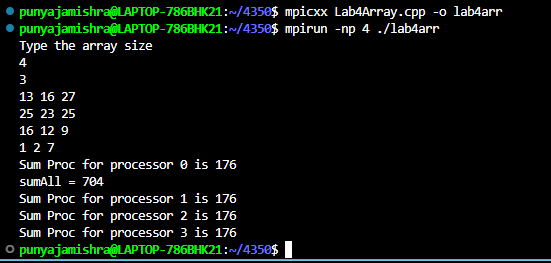 punyajamishra@LAPTOP-786BHK21:~/4350$ mpicxx Lab4Array.cpp -o lab4arr
punyajamishra@LAPTOP-786BHK21:~/4350$ mpirun -np 4 ./lab4arr
Type the array size
4
3
13 16 27
25 23 25
16 12 9
1 2 7
Sum Proc for processor 0 is 176
sumAll = 704
Sum Proc for processor 1 is 176
Sum Proc for processor 2 is 176
Sum Proc for processor 3 is 176
punyajamishra@LAPTOP-786BHK21:~/4350$